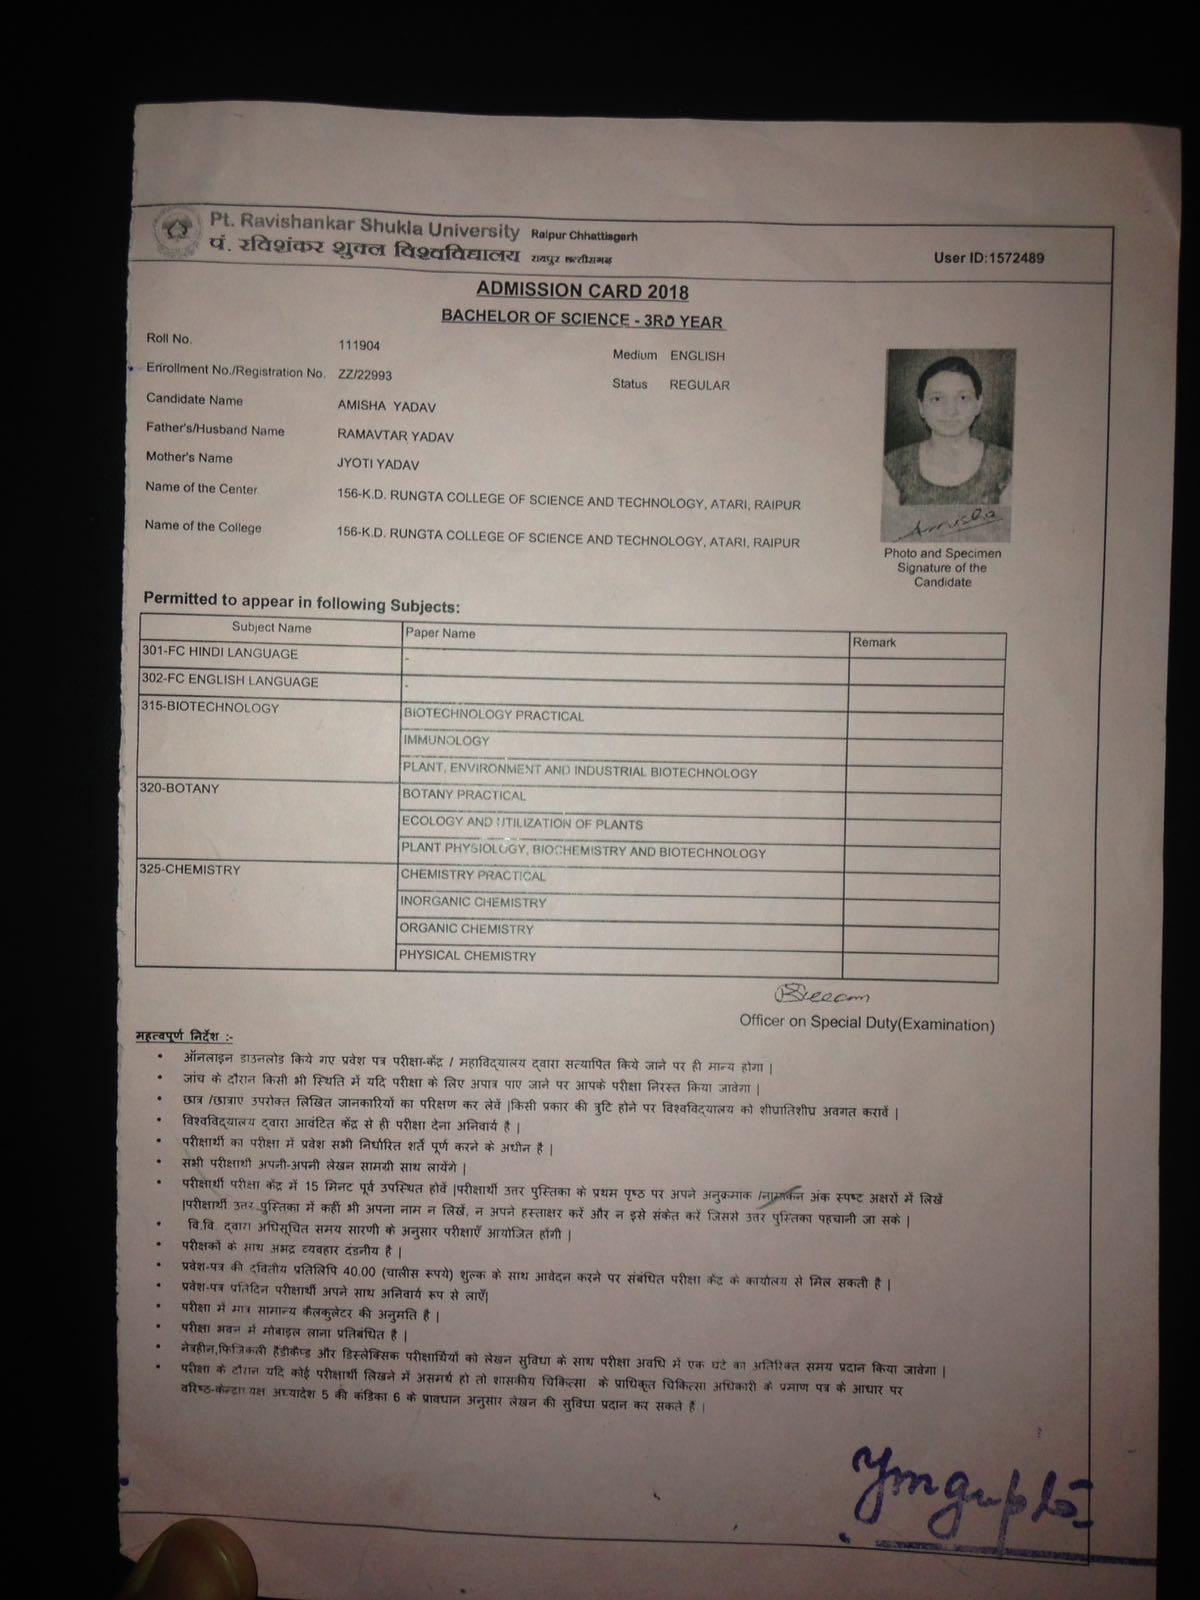 Pt. Ravishankar Shukla University Raipur Chhattisgarh
पं. रविशंकर शुक्ल विश्वविद्यालय रायपुर छत्तीसगढ़
User ID:1572489
ADMISSION CARD 2018
BACHELOR OF SCIENCE - 3RD YEAR
Roll No. 111904
Medium ENGLISH
Enrollment No./Registration No. ZZ/22993
Status REGULAR
Candidate Name AMISHA YADAV
Father's/Husband Name RAMAVTAR YADAV
Mother's Name JYOTI YADAV
Name of the Center 156-K.D. RUNGTA COLLEGE OF SCIENCE AND TECHNOLOGY, ATARI, RAIPUR
Name of the College 156-K.D. RUNGTA COLLEGE OF SCIENCE AND TECHNOLOGY, ATARI, RAIPUR
Amisha
Photo and Specimen
Signature of the
Candidate
Permitted to appear in following Subjects:
Subject Name Paper Name Remark
301-FC HINDI LANGUAGE -
302-FC ENGLISH LANGUAGE -
315-BIOTECHNOLOGY BIOTECHNOLOGY PRACTICAL
IMMUNOLOGY
PLANT, ENVIRONMENT AND INDUSTRIAL BIOTECHNOLOGY
320-BOTANY BOTANY PRACTICAL
ECOLOGY AND UTILIZATION OF PLANTS
PLANT PHYSIOLOGY, BIOCHEMISTRY AND BIOTECHNOLOGY
325-CHEMISTRY CHEMISTRY PRACTICAL
INORGANIC CHEMISTRY
ORGANIC CHEMISTRY
PHYSICAL CHEMISTRY
Officer on Special Duty(Examination)
महत्वपूर्ण निर्देश :-
• ऑनलाइन डाउनलोड किये गए प्रवेश पत्र परीक्षा-केंद्र / महाविद्यालय द्वारा सत्यापित किये जाने पर ही मान्य होगा |
• जांच के दौरान किसी भी स्थिति में यदि परीक्षा के लिए अपात्र पाए जाने पर आपके परीक्षा निरस्त किया जावेगा |
• छात्र /छात्राएं उपरोक्त लिखित जानकारियों का परिक्षण कर लेवें |किसी प्रकार की त्रुटि होने पर विश्वविद्यालय को शीघ्रातिशीघ्र अवगत करावें |
• विश्वविद्यालय द्वारा आवंटित केंद्र से ही परीक्षा देना अनिवार्य है |
• परीक्षार्थी का परीक्षा में प्रवेश सभी निर्धारित शर्तें पूर्ण करने के अधीन है |
• सभी परीक्षार्थी अपनी-अपनी लेखन सामग्री साथ लायेंगे |
• परीक्षार्थी परीक्षा केंद्र में 15 मिनट पूर्व उपस्थित होवें |परीक्षार्थी उत्तर पुस्तिका के प्रथम पृष्ठ पर अपने अनुक्रमांक /नामांकन अंक स्पष्ट अक्षरों में लिखें
|परीक्षार्थी उत्तर पुस्तिका में कहीं भी अपना नाम न लिखें, न अपने हस्ताक्षर करें और न इसे संकेत करें जिससे उत्तर पुस्तिका पहचानी जा सके |
• वि.वि. द्वारा अधिसूचित समय सारणी के अनुसार परीक्षाएँ आयोजित होंगी |
• परीक्षकों के साथ अभद्र व्यवहार दंडनीय है |
• प्रवेश-पत्र की द्वितीय प्रतिलिपि 40.00 (चालीस रूपये) शुल्क के साथ आवेदन करने पर संबंधित परीक्षा केंद्र के कार्यालय से मिल सकती है |
• प्रवेश-पत्र प्रतिदिन परीक्षार्थी अपने साथ अनिवार्य रूप से लाएँ|
• परीक्षा में मात्र सामान्य कैलकुलेटर की अनुमति है |
• परीक्षा भवन में मोबाइल लाना प्रतिबंधित है |
• नेत्रहीन,फिजिकली हैंडीकैप्ड और डिस्लेक्सिक परीक्षार्थियों को लेखन सुविधा के साथ परीक्षा अवधि में एक घंटे का अतिरिक्त समय प्रदान किया जावेगा |
• परीक्षा के दौरान यदि कोई परीक्षार्थी लिखने में असमर्थ हो तो शासकीय चिकित्सा के प्राधिकृत चिकित्सा अधिकारी के प्रमाण पत्र के आधार पर
वरिष्ठ-केन्द्राध्यक्ष अध्यादेश 5 की कंडिका 6 के प्रावधान अनुसार लेखन की सुविधा प्रदान कर सकते हैं |